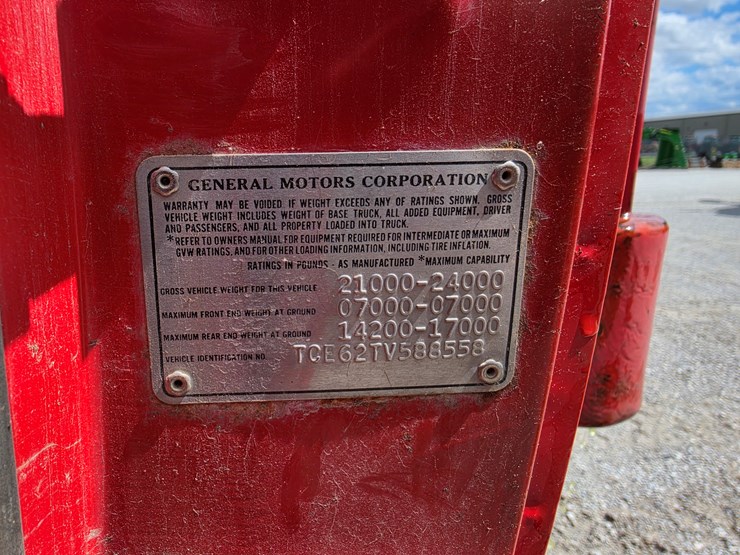 GENERAL MOTORS CORPORATION
WARRANTY MAY BE VOIDED IF WEIGHT EXCEEDS ANY OF RATINGS SHOWN. GROSS
VEHICLE WEIGHT INCLUDES WEIGHT OF BASE TRUCK, ALL ADDED EQUIPMENT, DRIVER
AND PASSENGERS, AND ALL PROPERTY LOADED INTO TRUCK.
*REFER TO OWNERS MANUAL FOR EQUIPMENT REQUIRED FOR INTERMEDIATE OR MAXIMUM
GVW RATINGS, AND FOR OTHER LOADING INFORMATION, INCLUDING TIRE INFLATION.
RATINGS IN POUNDS - AS MANUFACTURED *MAXIMUM CAPABILITY
GROSS VEHICLE WEIGHT FOR THIS VEHICLE 21000-24000
MAXIMUM FRONT END WEIGHT AT GROUND 07000-07000
MAXIMUM REAR END WEIGHT AT GROUND 14200-17000
VEHICLE IDENTIFICATION NO. TCE62TV588558